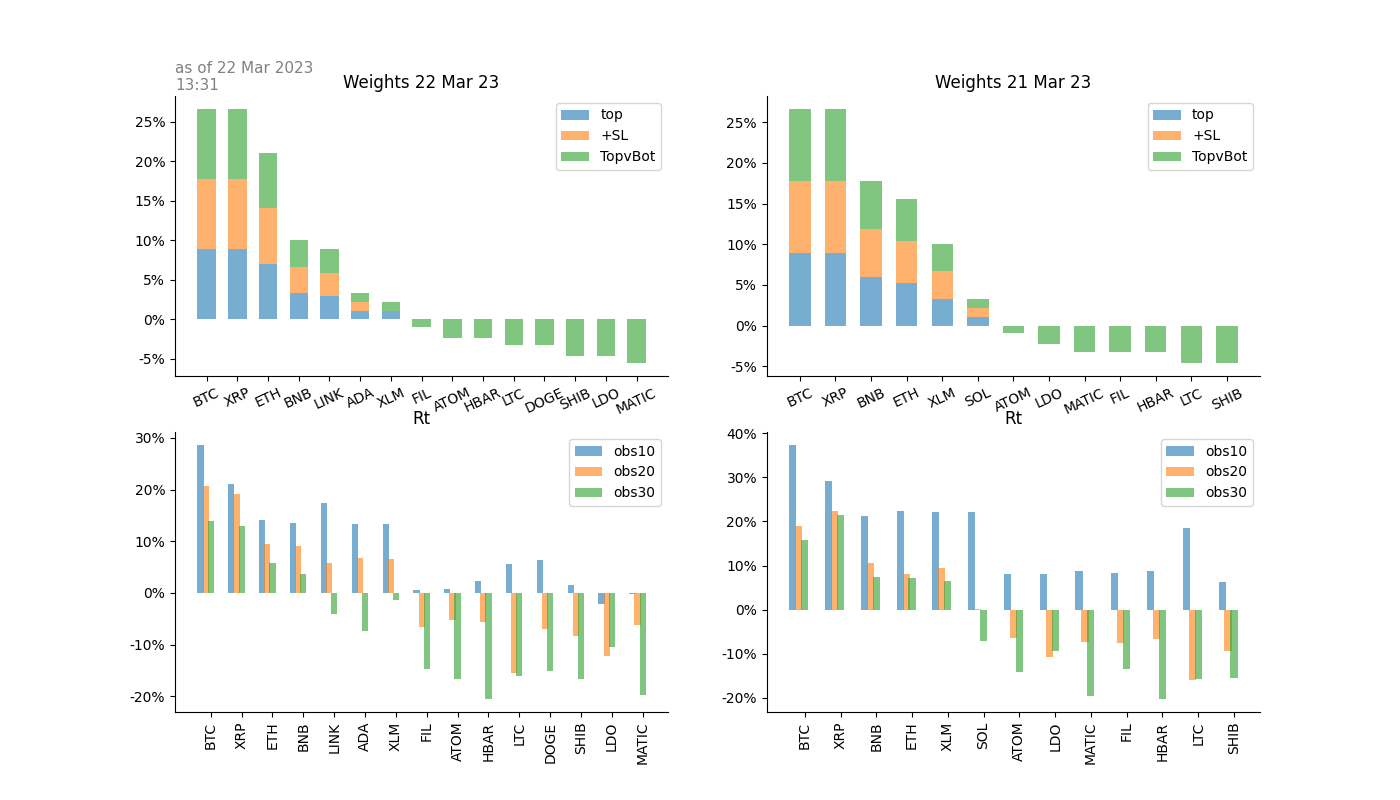 as of 22 Mar 2023
13:31
Weights 22 Mar 23
25%
20%
15%
10%
5%
0%
-5%
top
+SL
TopvBot
BTC XRP ETH BNB LINK ADA XLM FIL ATOM HBAR LTC DOGE SHIB LDO MATIC
Weights 21 Mar 23
25%
20%
15%
10%
5%
0%
-5%
top
+SL
TopvBot
BTC XRP BNB ETH XLM SOL ATOM LDO MATIC FIL HBAR LTC SHIB
Rt
30%
20%
10%
0%
-10%
-20%
obs10
obs20
obs30
BTC XRP ETH BNB LINK ADA XLM FIL ATOM HBAR LTC DOGE SHIB LDO MATIC
Rt
40%
30%
20%
10%
0%
-10%
-20%
obs10
obs20
obs30
BTC XRP BNB ETH XLM SOL ATOM LDO MATIC FIL HBAR LTC SHIB